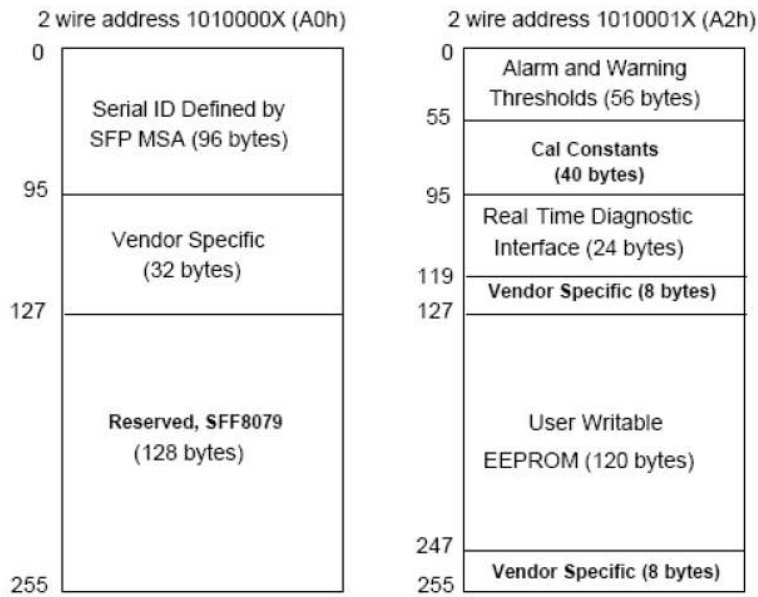 2 wire address 1010000X (A0h)
0
Serial ID Defined by
SFP MSA (96 bytes)
95
Vendor Specific
(32 bytes)
127
Reserved, SFF8079
(128 bytes)
255
2 wire address 1010001X (A2h)
0
Alarm and Warning
Thresholds (56 bytes)
55
Cal Constants
(40 bytes)
95
Real Time Diagnostic
Interface (24 bytes)
119
Vendor Specific (8 bytes)
127
User Writable
EEPROM (120 bytes)
247
Vendor Specific (8 bytes)
255